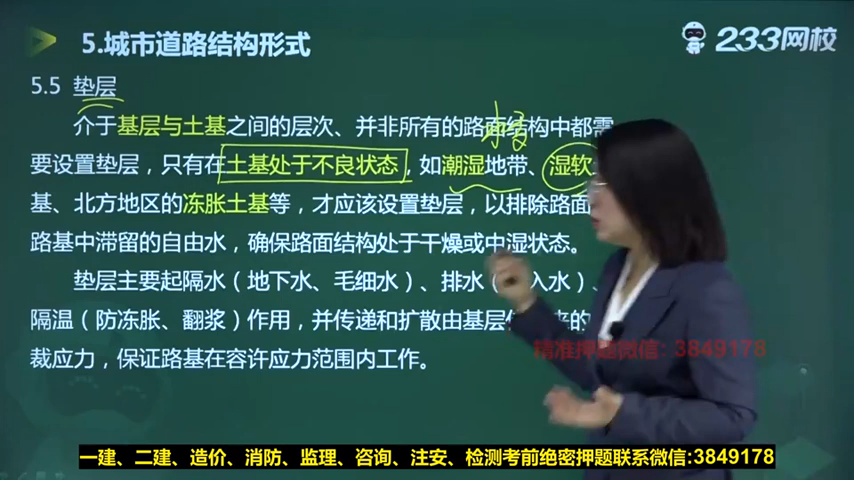 5.城市道路结构形式
233网校
5.5 垫层
介于基层与土基之间的层次、并非所有的路面结构中都需
要设置垫层，只有在土基处于不良状态，如潮湿地带、湿软
基、北方地区的冻胀土基等，才应该设置垫层，以排除路面
路基中滞留的自由水，确保路面结构处于干燥或中湿状态。
垫层主要起隔水（地下水、毛细水）、排水（入水）、
隔温（防冻胀、翻浆）作用，并传递和扩散由基层来的
裁应力，保证路基在容许应力范围内工作。
精准押题微信：3849178
一建、二建、造价、消防、监理、咨询、注安、检测考前绝密押题联系微信:3849178